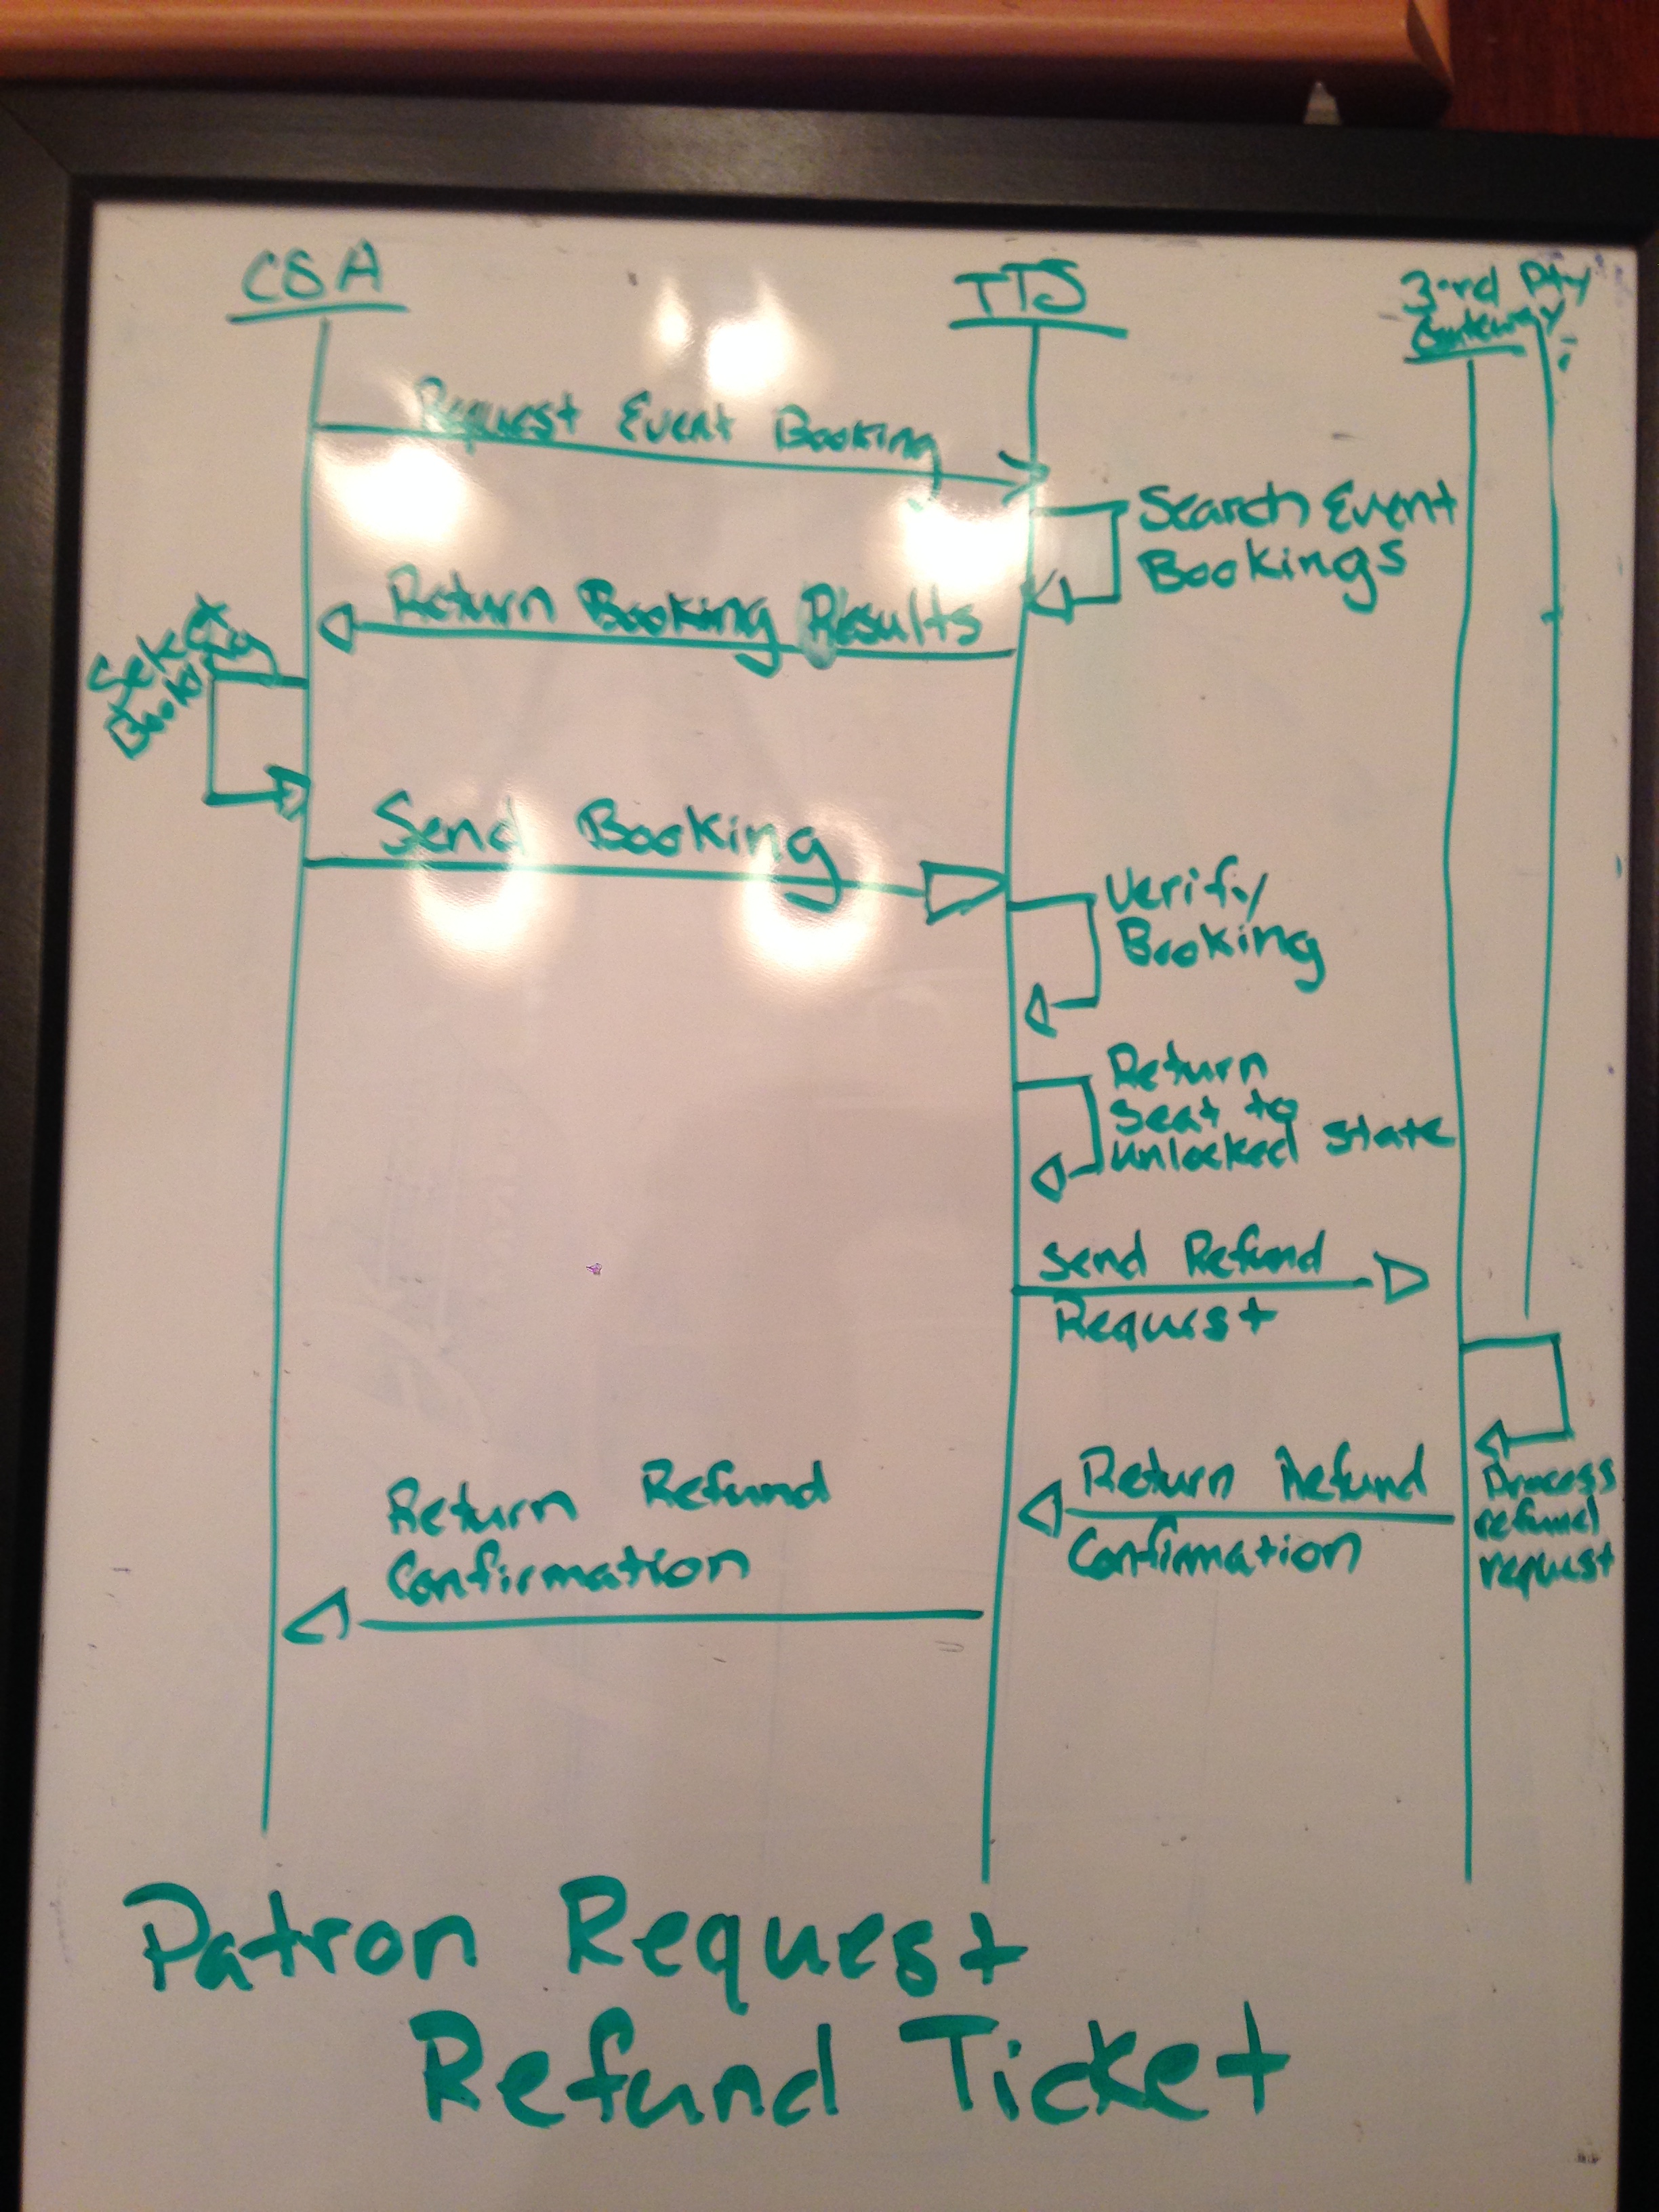 CSA
TTS
3rd Pty
Gateway
Request Event Booking
Search Event
Bookings
Return Booking Results
Select
Booking
Send Booking
Verify
Booking
Return
Seat to
unlocked state
Send Refund
Request
Process
refund
request
Return Refund
Confirmation
Return Refund
Confirmation
Patron Request
Refund Ticket